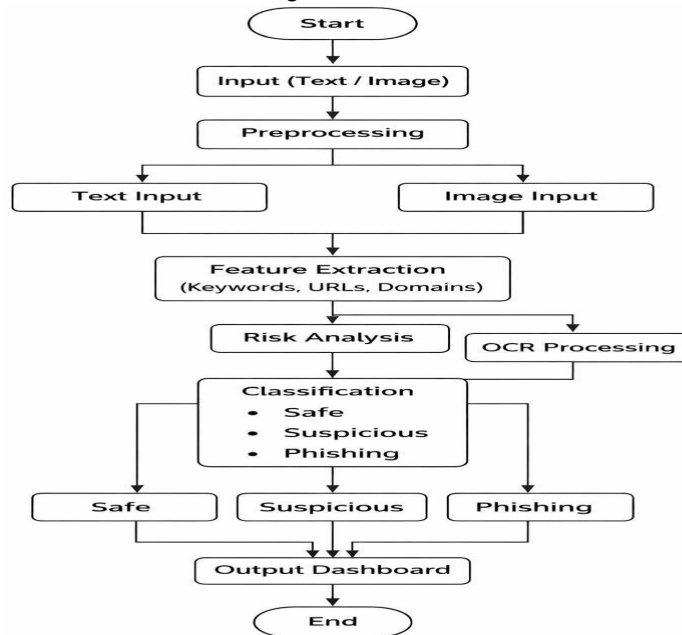 Start
Input (Text / Image)
Preprocessing
Text Input
Image Input
Feature Extraction
(Keywords, URLs, Domains)
Risk Analysis
OCR Processing
Classification
• Safe
• Suspicious
• Phishing
Safe
Suspicious
Phishing
Output Dashboard
End